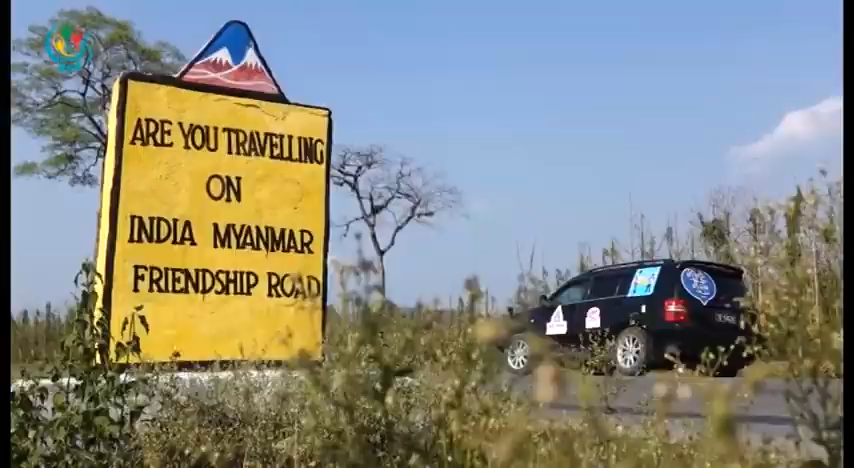 ARE YOU TRAVELLING
ON
INDIA MYANMAR
FRIENDSHIP ROAD